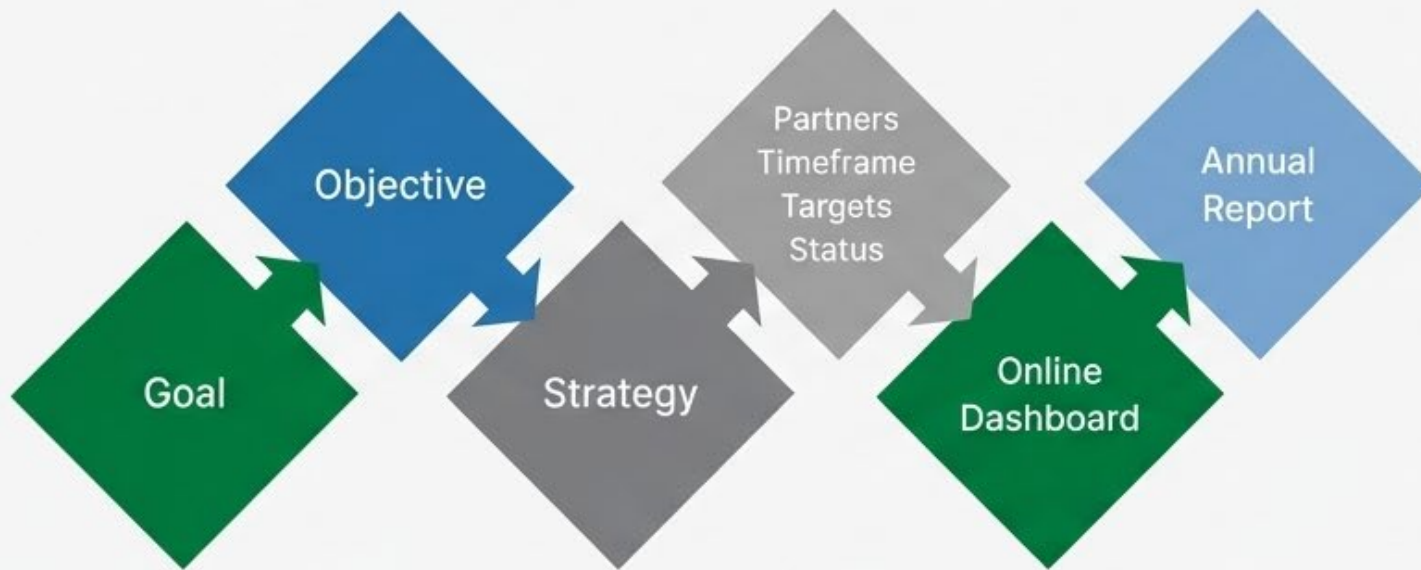 Goal
Objective
Strategy
Partners
Timeframe
Targets
Status
Online
Dashboard
Annual
Report